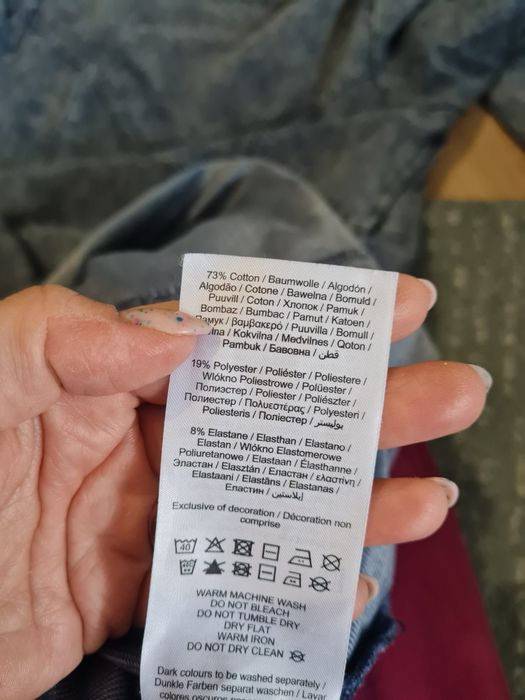 73% Cotton / Baumwolle / Algodón /
Algodão / Cotone / Bawełna / Bomuld /
Puuvill / Coton / Хлопок / Pamuk /
Bombaz / Bumbac / Pamut / Katoen /
βαμβακερό / Puuvilla / Bomull /
Kokvilna / Medvilnes / Qoton /
Pambuk / Бавовна / قطن
19% Polyester / Poliéster / Poliestere /
Włókno Poliestrowe / Polüester /
Полиэстер / Poliester / Poliészter /
Полиестер / Πολυεστέρας / Polyesteri /
Poliesteris / Поліестер / بوليستر
8% Elastane / Elasthan / Elastano /
Elastan / Włókno Elastomerowe
Poliuretanowe / Elastaan / Élasthanne /
Эластан / Elasztán / Еластан / ελαστίνη /
Elastaani / Elastāns / Elastanas /
Еластин / إيلاستين
Exclusive of decoration / Décoration non
comprise
40
40
WARM MACHINE WASH
DO NOT BLEACH
DO NOT TUMBLE DRY
DRY FLAT
WARM IRON
DO NOT DRY CLEAN
Dark colours to be washed separately /
Dunkle Farben separat waschen / Lavar